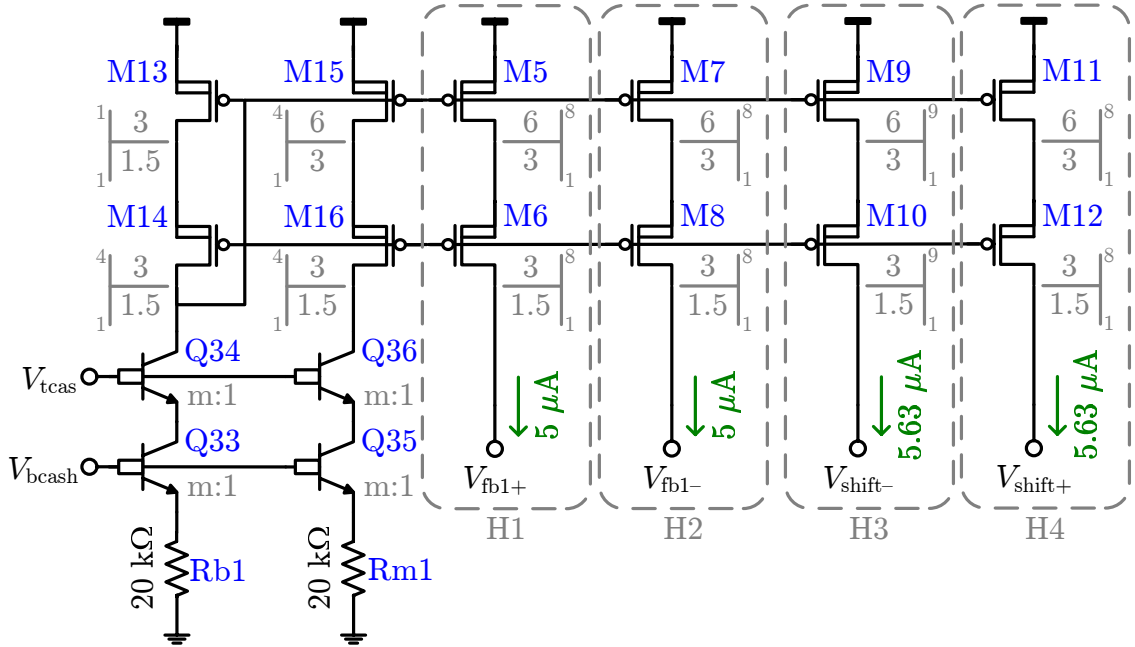 M13 M15 M5 M7 M9 M11
1 3 1.5 1
4 6 3 1
6 3 8 1
6 3 8 1
6 3 9 1
6 3 8 1
M14 M16 M6 M8 M10 M12
4 3 1.5 1
4 3 1.5 1
3 1.5 8 1
3 1.5 8 1
3 1.5 9 1
3 1.5 8 1
Q34 Q36
Vtcas
m:1 m:1
5 μA 5 μA 5.63 μA 5.63 μA
Q33 Q35
Vbcash
m:1 m:1
Vfb1+ Vfb1− Vshift− Vshift+
H1 H2 H3 H4
20 kΩ Rb1 20 kΩ Rm1